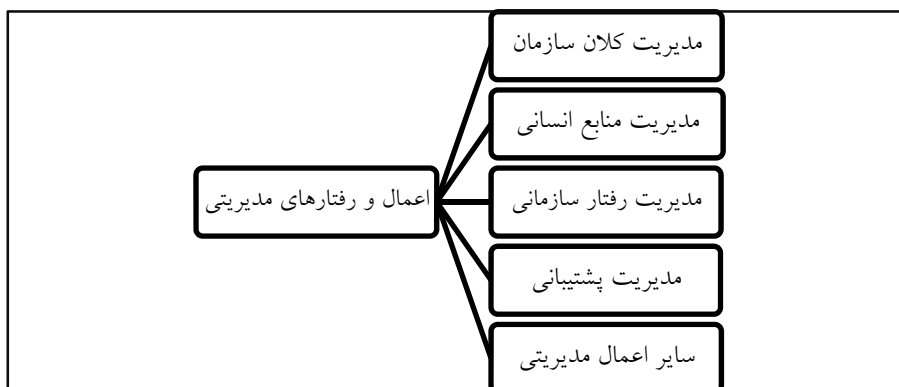 اعمال و رفتارهای مدیریتی
مدیریت کلان سازمان
مدیریت منابع انسانی
مدیریت رفتار سازمانی
مدیریت پشتیبانی
سایر اعمال مدیریتی